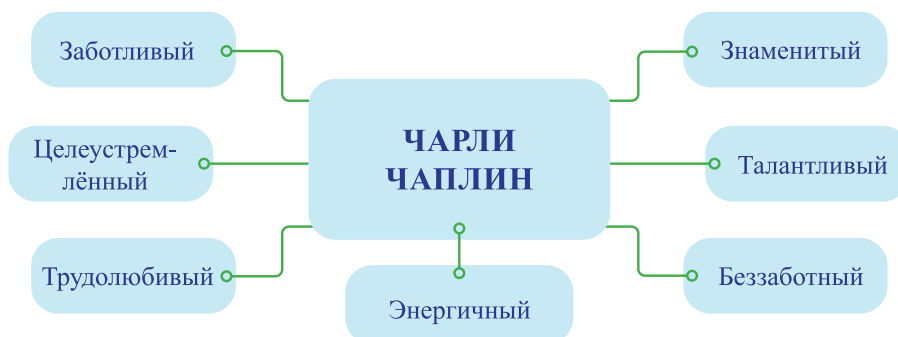 Заботливый
Знаменитый
ЧАРЛИ
ЧАПЛИН
Целеустрем-
лённый
Талантливый
Трудолюбивый
Беззаботный
Энергичный